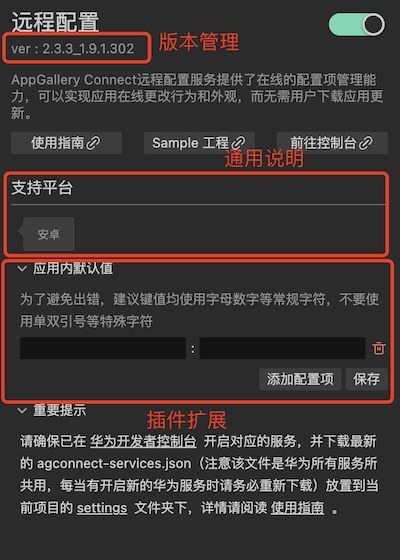 远程配置
ver : 2.3.3_1.9.1.302 版本管理
AppGallery Connect远程配置服务提供了在线的配置项管理能
力，可以实现应用在线更改行为和外观，而无需用户下载应用更
新。
使用指南 Sample 工程 前往控制台
通用说明
支持平台
安卓
应用内默认值
为了避免出错，建议键值均使用字母数字等常规字符，不要使
用单双引号等特殊字符
:
添加配置项 保存
重要提示 插件扩展
请确保已在 华为开发者控制台 开启对应的服务，并下载最新
的 agconnect-services.json（注意该文件是华为所有服务所
共用，每当有开启新的华为服务时请务必重新下载）放置到当
前项目的 settings 文件夹下，详情请阅读 使用指南 。